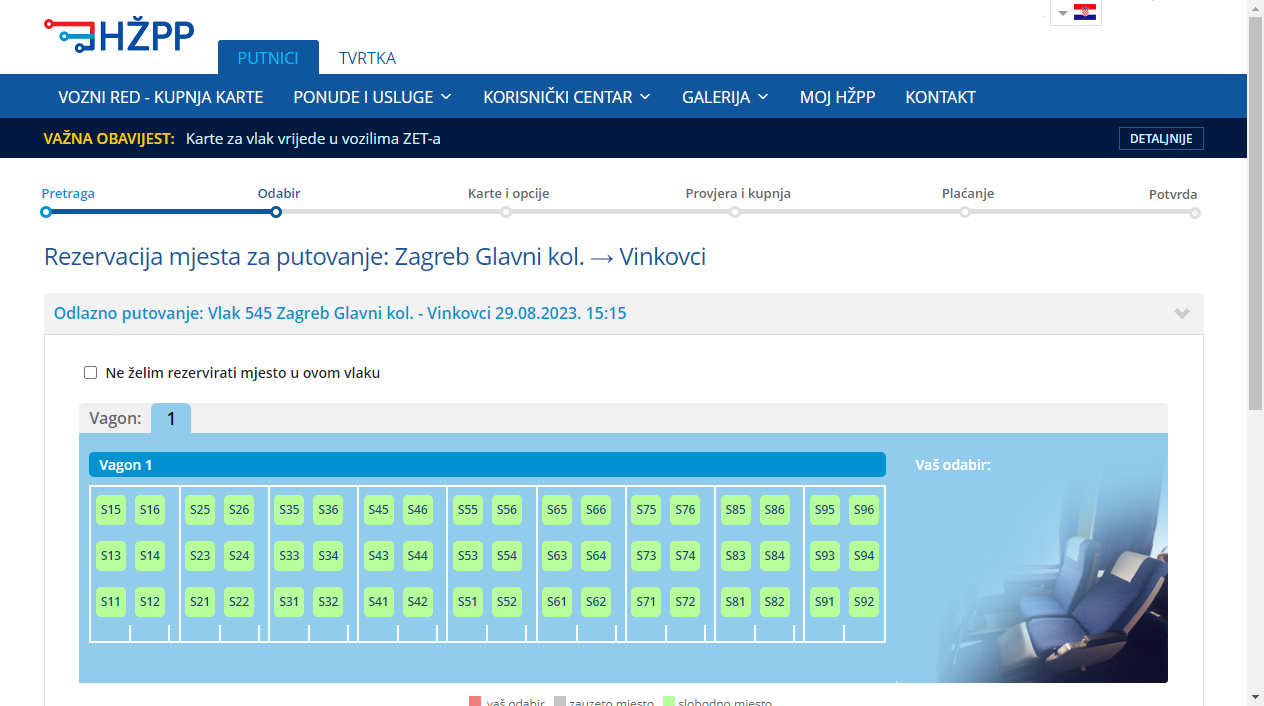 HŽPP
PUTNICI TVRTKA
VOZNI RED - KUPNJA KARTE PONUDE I USLUGE KORISNIČKI CENTAR GALERIJA MOJ HŽPP KONTAKT
VAŽNA OBAVIJEST: Karte za vlak vrijede u vozilima ZET-a DETALJNIJE
Pretraga Odabir Karte i opcije Provjera i kupnja Plaćanje Potvrda
Rezervacija mjesta za putovanje: Zagreb Glavni kol. → Vinkovci
Odlazno putovanje: Vlak 545 Zagreb Glavni kol. - Vinkovci 29.08.2023. 15:15
Ne želim rezervirati mjesto u ovom vlaku
Vagon: 1
Vagon 1 Vaš odabir:
S15 S16 S25 S26 S35 S36 S45 S46 S55 S56 S65 S66 S75 S76 S85 S86 S95 S96
S13 S14 S23 S24 S33 S34 S43 S44 S53 S54 S63 S64 S73 S74 S83 S84 S93 S94
S11 S12 S21 S22 S31 S32 S41 S42 S51 S52 S61 S62 S71 S72 S81 S82 S91 S92
vaš odabir zauzeto mjesto slobodno mjesto